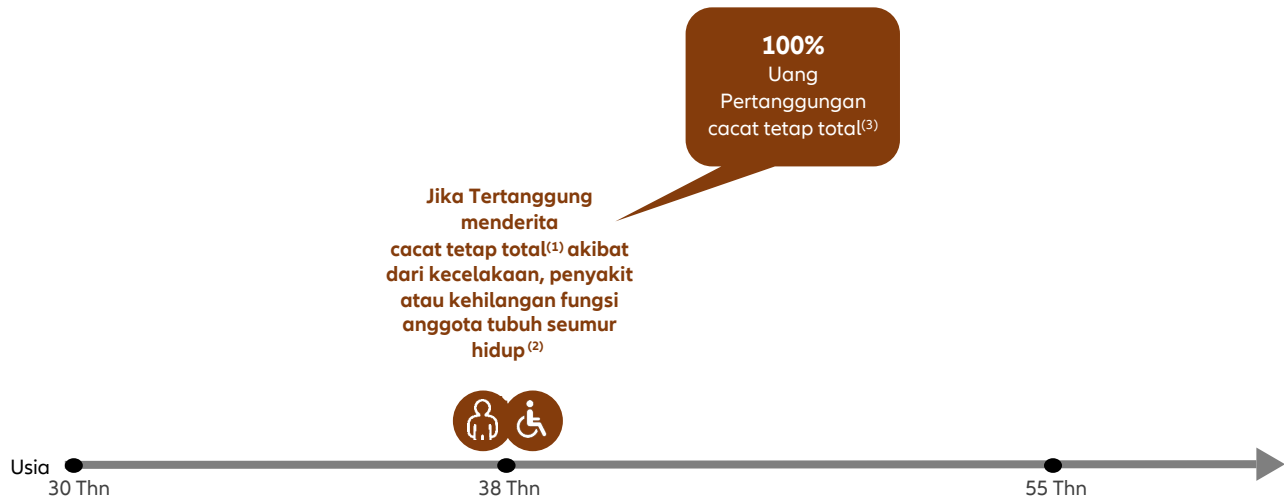 100%
Uang
Pertanggungan
cacat tetap total(3)
Jika Tertanggung
menderita
cacat tetap total(1) akibat
dari kecelakaan, penyakit
atau kehilangan fungsi
anggota tubuh seumur
hidup (2)
Usia
30 Thn
38 Thn
55 Thn